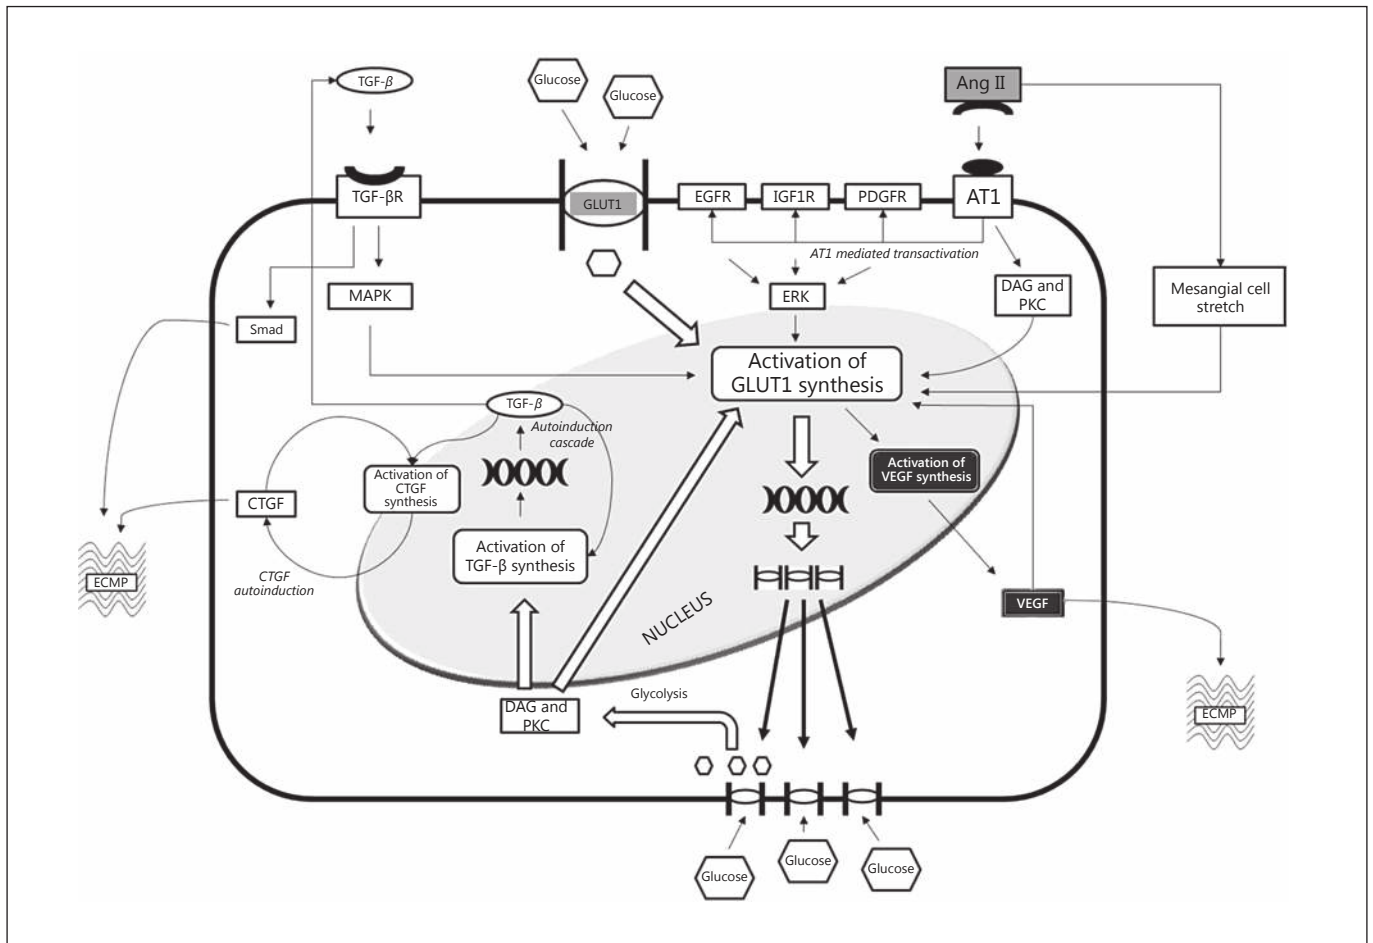 TGF-β
Glucose
Glucose
Ang II
TGF-βR
GLUT1
EGFR
IGF1R
PDGFR
AT1
AT1 mediated transactivation
MAPK
ERK
DAG and
PKC
Mesangial cell
stretch
Smad
Activation of
GLUT1 synthesis
TGF-β
Autoinduction
cascade
Activation of
CTGF
synthesis
Activation of
VEGF synthesis
CTGF
Activation of
TGF-β synthesis
ECMP
CTGF
autoinduction
NUCLEUS
VEGF
Glycolysis
DAG and
PKC
ECMP
Glucose
Glucose
Glucose